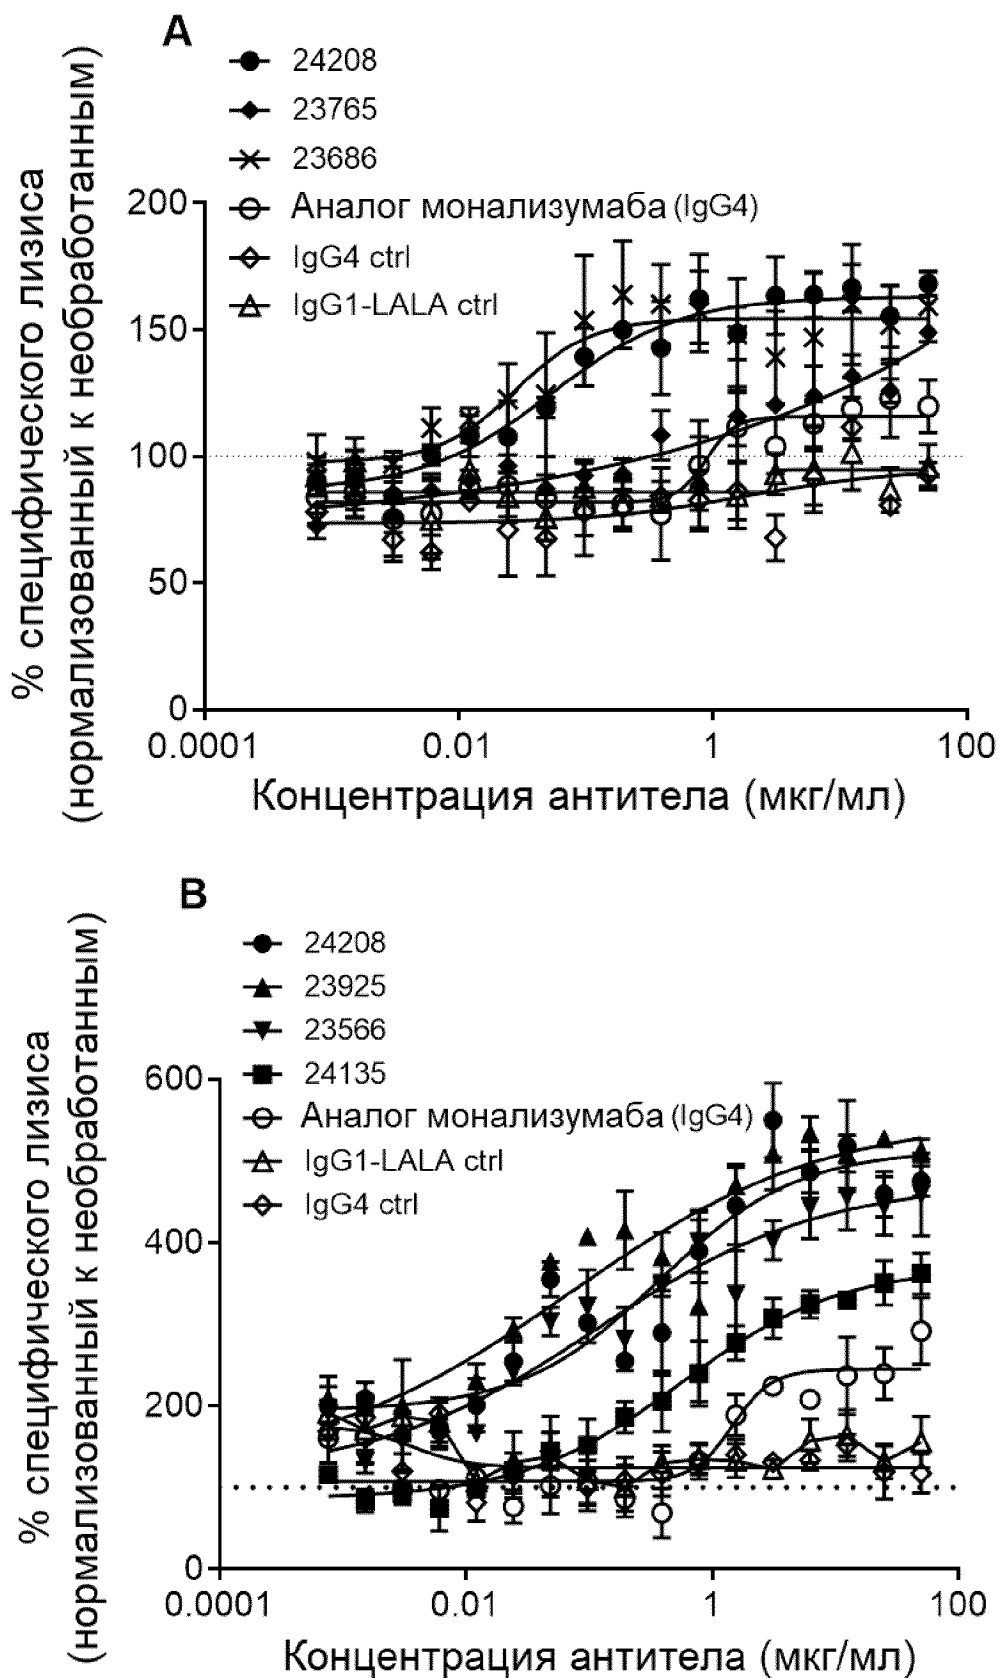 A
24208
23765
23686
Аналог монализумаба (IgG4)
IgG4 ctrl
IgG1-LALA ctrl
% специфического лизиса
(нормализованный к необработанным)
200
150
100
50
0
0.0001
0.01
1
100
Концентрация антитела (мкг/мл)
B
24208
23925
23566
24135
Аналог монализумаба (IgG4)
IgG1-LALA ctrl
IgG4 ctrl
% специфического лизиса
(нормализованный к необработанным)
600
400
200
0
0.0001
0.01
1
100
Концентрация антитела (мкг/мл)